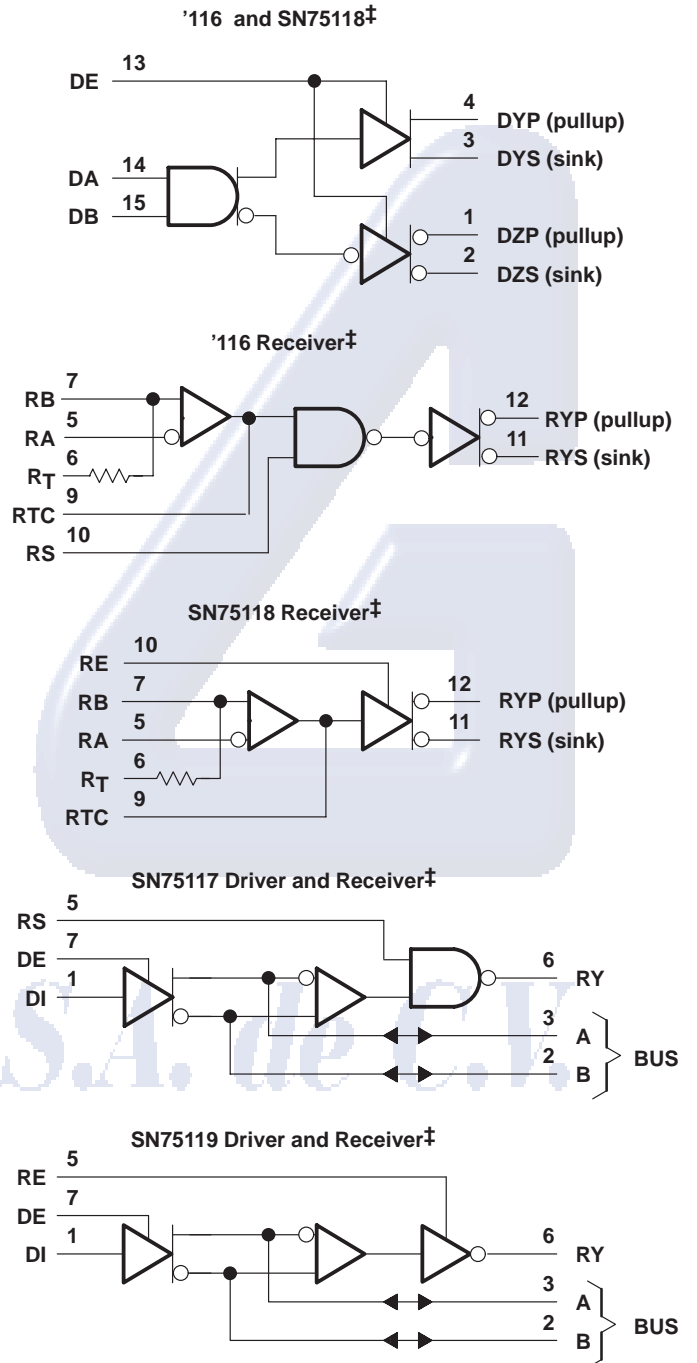 '116 and SN75118‡
13
DE
4
DYP (pullup)
3
DYS (sink)
14
DA
15
DB
1
DZP (pullup)
2
DZS (sink)
'116 Receiver‡
7
RB
5
RA
6
RT
9
RTC
10
RS
12
RYP (pullup)
11
RYS (sink)
SN75118 Receiver‡
10
RE
7
RB
5
RA
6
RT
9
RTC
12
RYP (pullup)
11
RYS (sink)
SN75117 Driver and Receiver‡
5
RS
7
DE
1
DI
6
RY
3
A
2
B
BUS
S.A. de C.V.
SN75119 Driver and Receiver‡
5
RE
7
DE
1
DI
6
RY
3
A
2
B
BUS